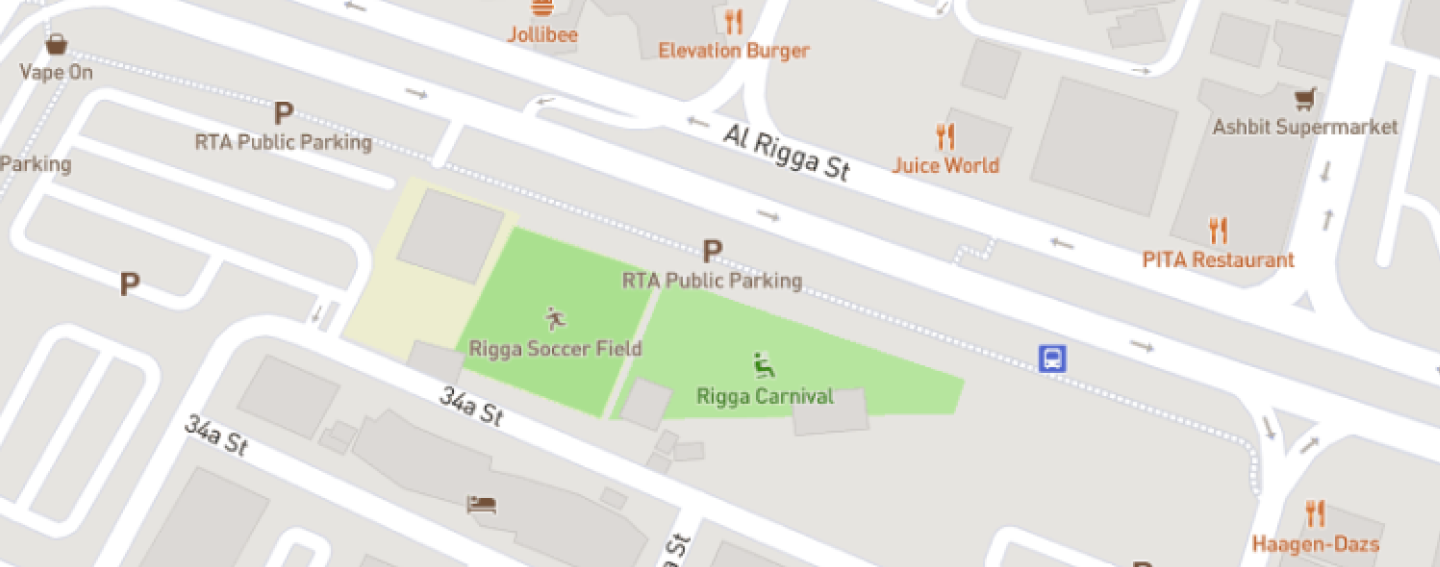 Jollibee
Elevation Burger
Vape On
P
RTA Public Parking
Ashbit Supermarket
Al Rigga St
Juice World
Parking
P
RTA Public Parking
PITA Restaurant
P
Rigga Soccer Field
Rigga Carnival
34a St
34a St
Haagen-Dazs
St